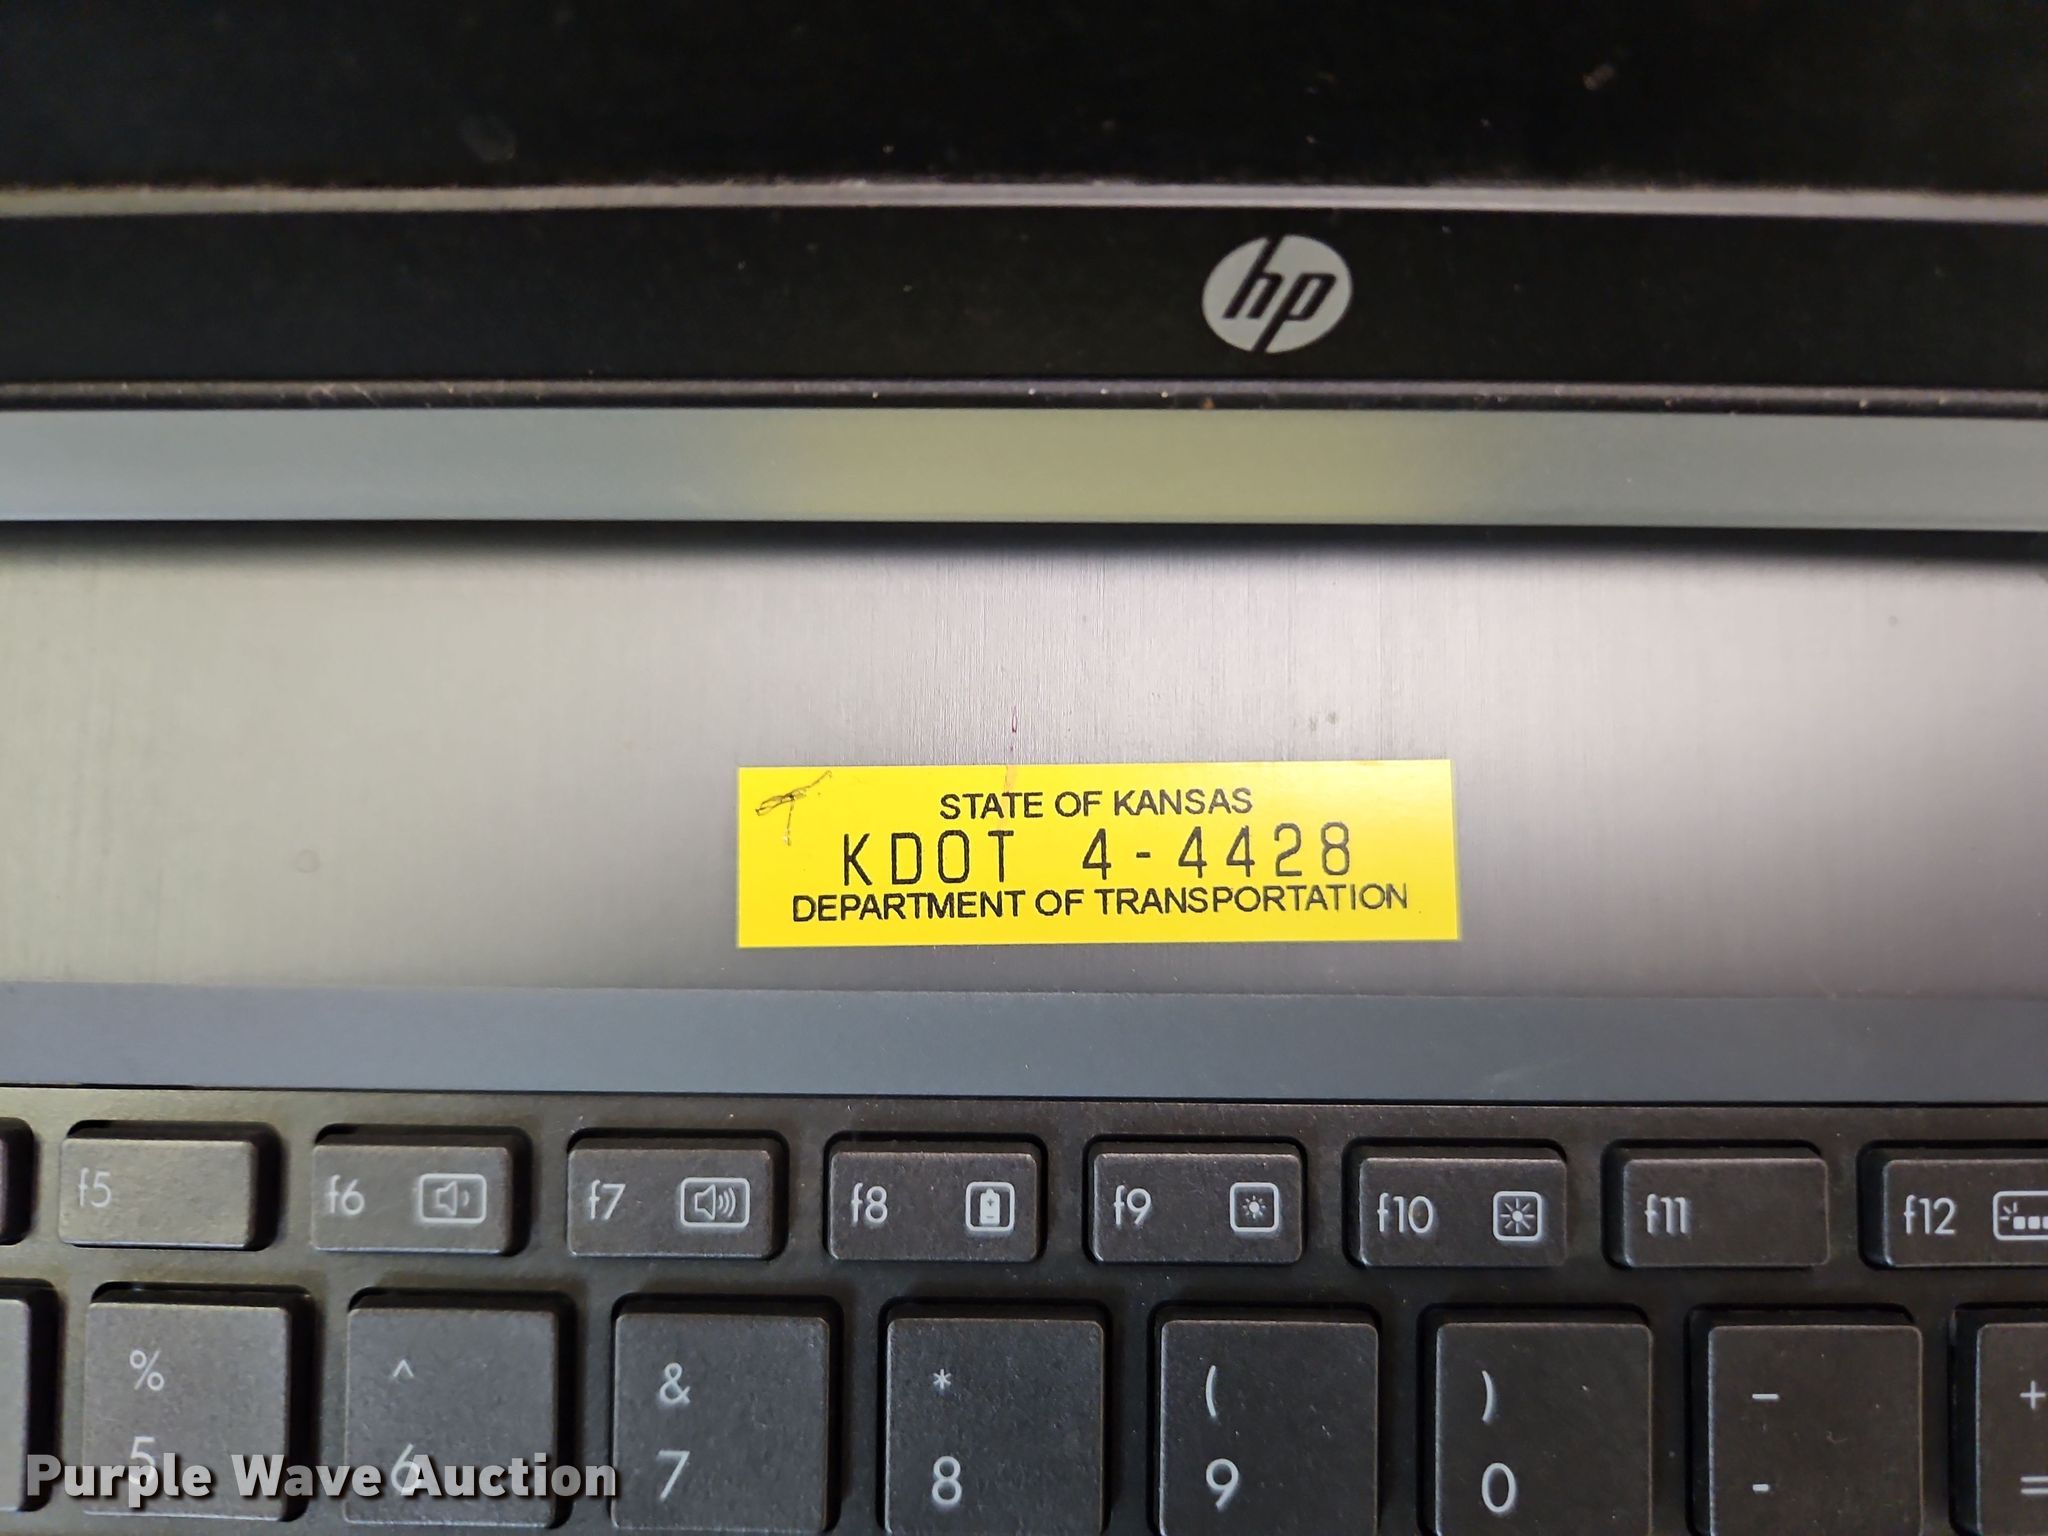 hp
STATE OF KANSAS
KDOT 4-4428
DEPARTMENT OF TRANSPORTATION
f5 f6 f7 f8 f9 f10 f11 f12
% ^ & * ( ) – +
5 6 7 8 9 0 - =
Purple Wave Auction